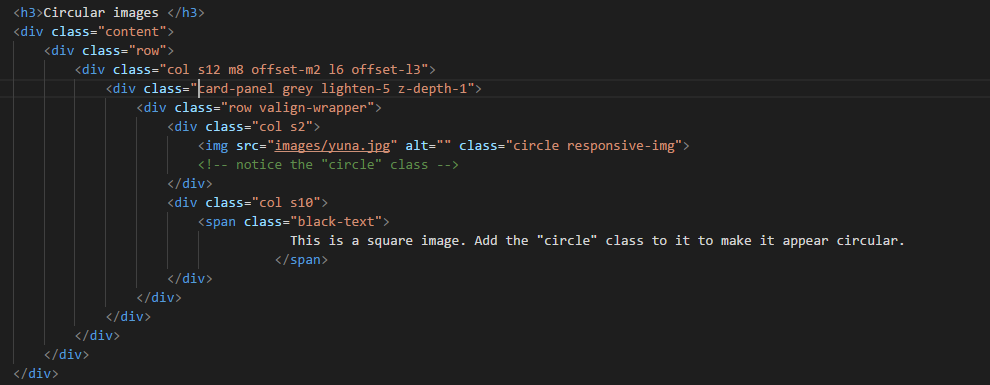 <h3>Circular images </h3>
<div class="content">
<div class="row">
<div class="col s12 m8 offset-m2 l6 offset-l3">
<div class="card-panel grey lighten-5 z-depth-1">
<div class="row valign-wrapper">
<div class="col s2">
<img src="images/yuna.jpg" alt="" class="circle responsive-img">
<!-- notice the "circle" class -->
</div>
<div class="col s10">
<span class="black-text">
This is a square image. Add the "circle" class to it to make it appear circular.
</span>
</div>
</div>
</div>
</div>
</div>
</div>